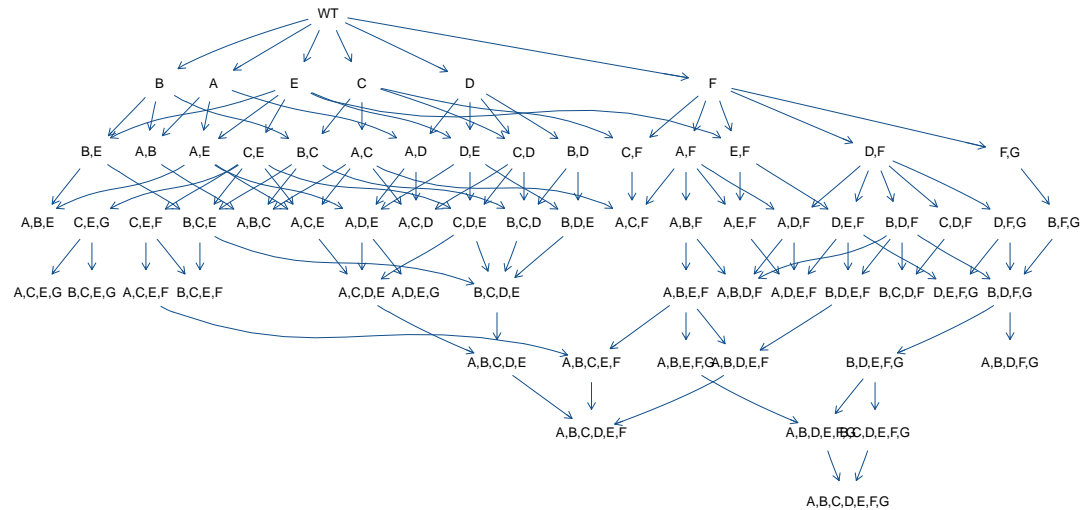 WT
B A E C D F
B,E A,B A,E C,E B,C A,C A,D D,E C,D B,D C,F A,F E,F D,F F,G
A,B,E C,E,G C,E,F B,C,E A,B,C A,C,E A,D,E A,C,D C,D,E B,C,D B,D,E A,C,F A,B,F A,E,F A,D,F D,E,F B,D,F C,D,F D,F,G B,F,G
A,C,E,G B,C,E,G A,C,E,F B,C,E,F A,C,D,E A,D,E,G B,C,D,E A,B,E,F A,B,D,F A,D,E,F B,D,E,F B,C,D,F D,E,F,G B,D,F,G
A,B,C,D,E A,B,C,E,F A,B,E,F,G A,B,D,E,F B,D,E,F,G A,B,D,F,G
A,B,C,D,E,F A,B,D,E,F,G B,C,D,E,F,G
A,B,C,D,E,F,G